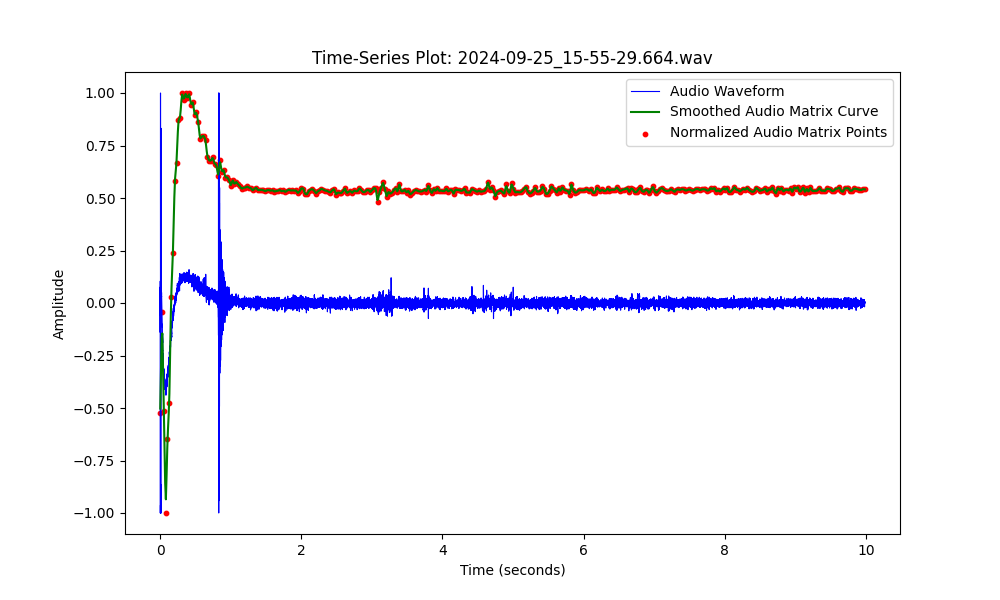 Time-Series Plot: 2024-09-25_15-55-29.664.wav
Audio Waveform
Smoothed Audio Matrix Curve
Normalized Audio Matrix Points
1.00
0.75
0.50
0.25
0.00
−0.25
−0.50
−0.75
−1.00
Amplitude
0 2 4 6 8 10
Time (seconds)